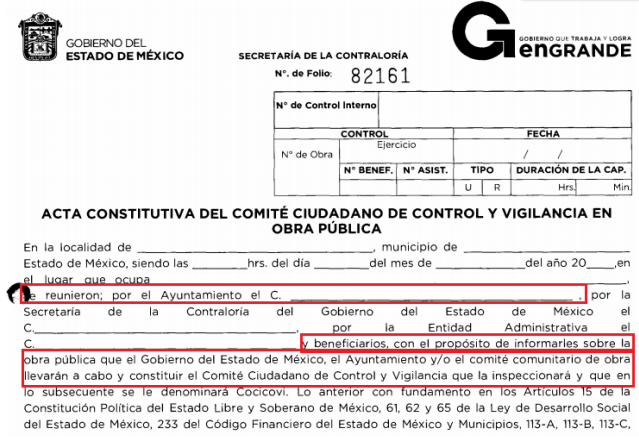 GOBIERNO DEL
ESTADO DE MÉXICO
GOBIERNO QUE TRABAJA Y LOGRA
enGRANDE
SECRETARÍA DE LA CONTRALORÍA
N°. de Folio: 82161
N° de Control Interno
CONTROL FECHA
N° de Obra Ejercicio / /
N° BENEF. N° ASIST. TIPO DURACIÓN DE LA CAP.
U R Hrs. Min.
ACTA CONSTITUTIVA DEL COMITÉ CIUDADANO DE CONTROL Y VIGILANCIA EN
OBRA PÚBLICA
En la localidad de ________________, municipio de ________________
Estado de México, siendo las ________hrs. del día ________del mes de ________del año 20___,en
el lugar que ocupa ________________,
se reunieron; por el Ayuntamiento el C. ________________, por la
Secretaría de la Contraloría del Gobierno del Estado de México el
C.________________, por la Entidad Administrativa el
C.________________y beneficiarios, con el propósito de informarles sobre la
obra pública que el Gobierno del Estado de México, el Ayuntamiento y/o el comité comunitario de obra
llevarán a cabo y constituir el Comité Ciudadano de Control y Vigilancia que la inspeccionará y que en
lo subsecuente se le denominará Cocicovi. Lo anterior con fundamento en los Artículos 15 de la
Constitución Política del Estado Libre y Soberano de México, 61, 62 y 65 de la Ley de Desarrollo Social
del Estado de México, 233 del Código Financiero del Estado de México y Municipios, 113-A, 113-B, 113-C,